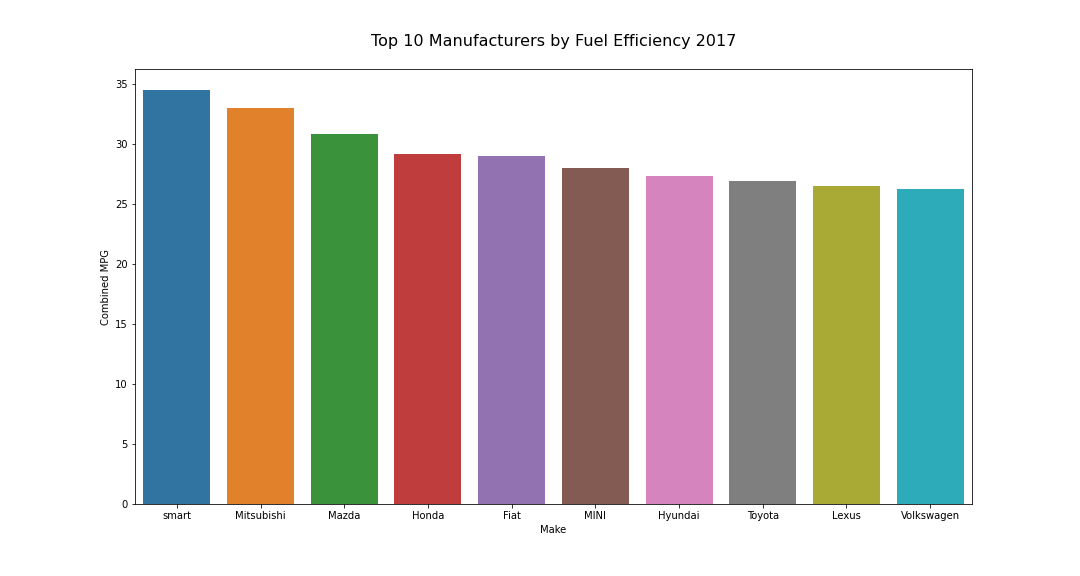 Top 10 Manufacturers by Fuel Efficiency 2017
35
30
25
20
15
10
5
0
Combined MPG
smart Mitsubishi Mazda Honda Fiat MINI Hyundai Toyota Lexus Volkswagen
Make